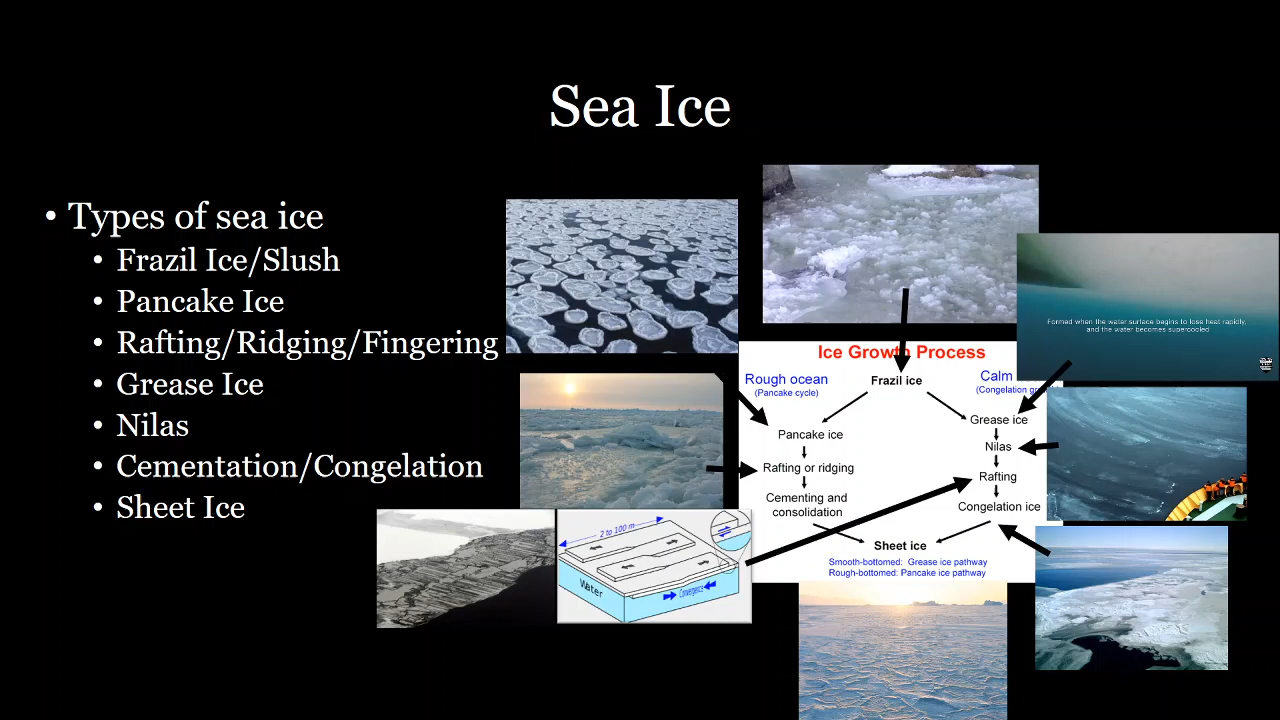 Sea Ice
• Types of sea ice
• Frazil Ice/Slush
• Pancake Ice
• Rafting/Ridging/Fingering
• Grease Ice
• Nilas
• Cementation/Congelation
• Sheet Ice
Formed when the water surface begins to lose heat rapidly,
and the water becomes supercooled
Ice Growth Process
Rough ocean
(Pancake cycle)
Frazil ice
Calm
(Congelation
Pancake ice
Rafting or ridging
Cementing and
consolidation
Grease ice
Nilas
Rafting
Congelation ice
Sheet ice
Smooth-bottomed: Grease ice pathway
Rough-bottomed: Pancake ice pathway
2 to 100 m
Water
Convergence